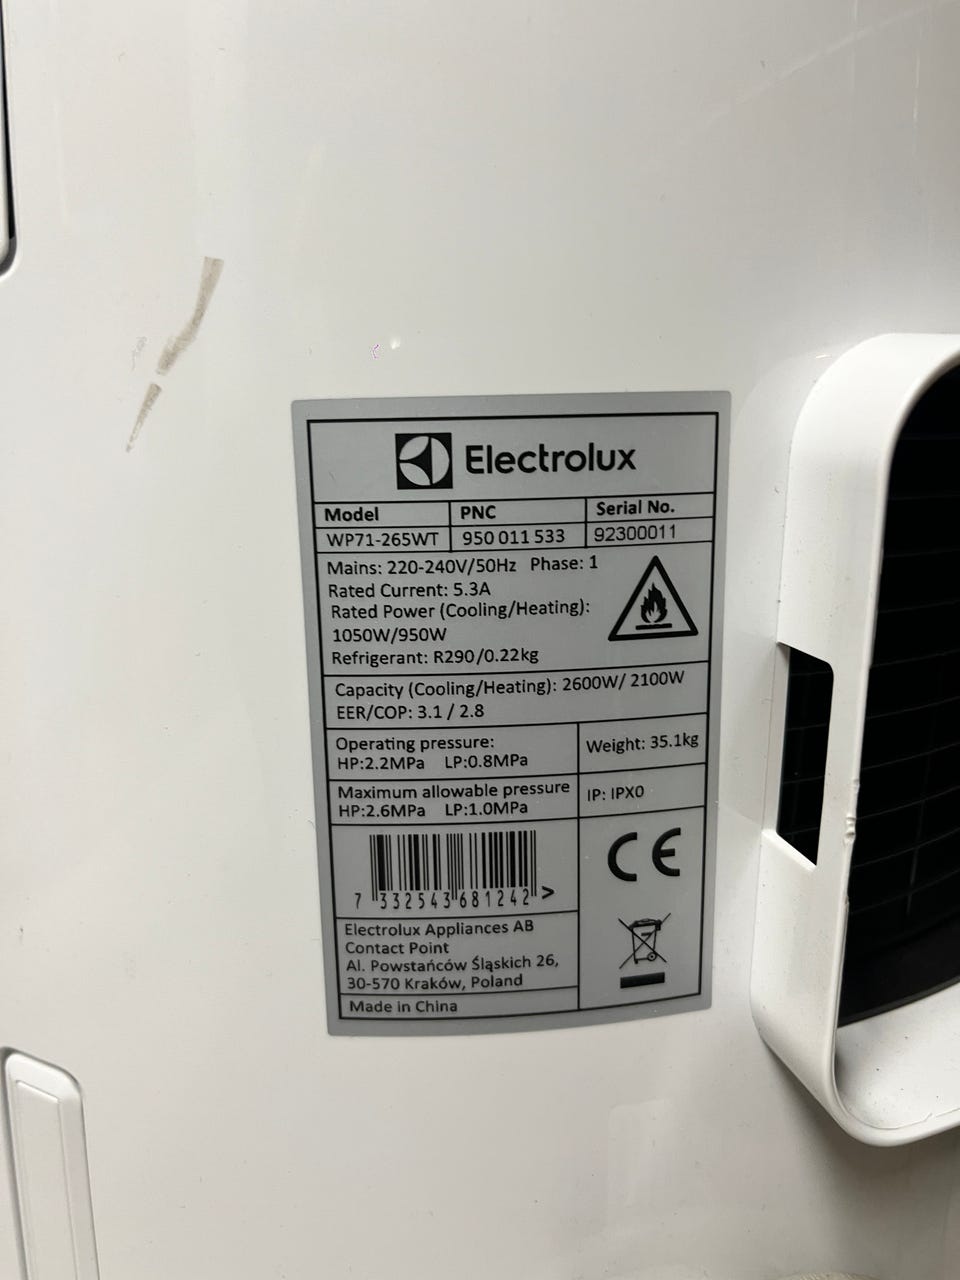 Electrolux
Model PNC Serial No.
WP71-265WT 950 011 533 92300011
Mains: 220-240V/50Hz Phase: 1
Rated Current: 5.3A
Rated Power (Cooling/Heating):
1050W/950W
Refrigerant: R290/0.22kg
Capacity (Cooling/Heating): 2600W/ 2100W
EER/COP: 3.1 / 2.8
Operating pressure:
HP:2.2MPa LP:0.8MPa
Weight: 35.1kg
Maximum allowable pressure
HP:2.6MPa LP:1.0MPa
IP: IPX0
7 332543 681242 >
CE
Electrolux Appliances AB
Contact Point
Al. Powstańców Śląskich 26,
30-570 Kraków, Poland
Made in China